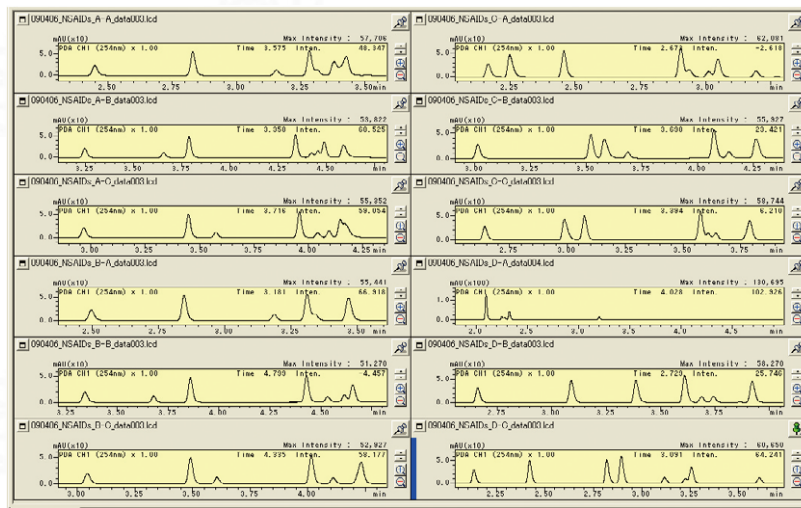 090406_NSAIDs_A-A_data003.lcd
mAU(x10)
Max Intensity : 57,706
PDA CH1 (254nm) x 1.00
Time 3.575 Inten. 48.347
5.0
0.0
2.50 2.75 3.00 3.25 3.50 min
090406_NSAIDs_C-A_data003.lcd
mAU(x10)
Max Intensity : 62,081
PDA CH1 (254nm) x 1.00
Inten. -2.618
5.0
0.0
2.25 2.50 2.75 3.00 min
090406_NSAIDs_A-B_data003.lcd
mAU(x10)
Max Intensity : 53,822
PDA CH1 (254nm) x 1.00
Time 3.350 Inten. 60.525
5.0
0.0
3.25 3.50 3.75 4.00 4.25 4.50 4.75 min
090406_NSAIDs_C-B_data003.lcd
mAU(x10)
Max Intensity : 55,927
PDA CH1 (254nm) x 1.00
Inten. 23.421
5.0
0.0
3.00 3.25 3.50 3.75 4.00 4.25 min
090406_NSAIDs_A-C_data003.lcd
mAU(x10)
Max Intensity : 55,352
PDA CH1 (254nm) x 1.00
Time 3.716 Inten. 59.054
5.0
0.0
3.00 3.25 3.50 3.75 4.00 4.25 min
090406_NSAIDs_C-C_data003.lcd
mAU(x10)
Max Intensity : 58,744
PDA CH1 (254nm) x 1.00
Time 3.394 Inten. 6.210
5.0
0.0
2.75 3.00 3.25 3.50 3.75 min
090406_NSAIDs_B-A_data003.lcd
mAU(x10)
Max Intensity : 55,441
PDA CH1 (254nm) x 1.00
Time 3.181 Inten. 66.918
5.0
0.0
2.50 2.75 3.00 3.25 3.50 min
090406_NSAIDs_D-A_data004.lcd
mAU(x100)
Max Intensity : 130,695
PDA CH1 (254nm) x 1.00
Time 4.028 Inten. 102.926
1.0
0.0
2.0 2.5 3.0 3.5 4.0 4.5 min
090406_NSAIDs_B-B_data003.lcd
mAU(x10)
Max Intensity : 51,270
PDA CH1 (254nm) x 1.00
Time 4.799 Inten. -4.457
5.0
0.0
3.25 3.50 3.75 4.00 4.25 4.50 4.75 min
090406_NSAIDs_D-B_data003.lcd
mAU(x10)
Max Intensity : 58,270
PDA CH1 (254nm) x 1.00
Time 2.729 Inten. 25.746
5.0
0.0
2.75 3.00 3.25 3.50 3.75 min
090406_NSAIDs_B-C_data003.lcd
mAU(x10)
Max Intensity : 52,927
PDA CH1 (254nm) x 1.00
Time 4.335 Inten. 58.177
5.0
0.0
3.00 3.25 3.50 3.75 4.00 min
090406_NSAIDs_D-C_data003.lcd
mAU(x10)
Max Intensity : 60,650
PDA CH1 (254nm) x 1.00
Time 3.091 Inten. 64.241
5.0
0.0
2.25 2.50 2.75 3.00 3.25 3.50 min